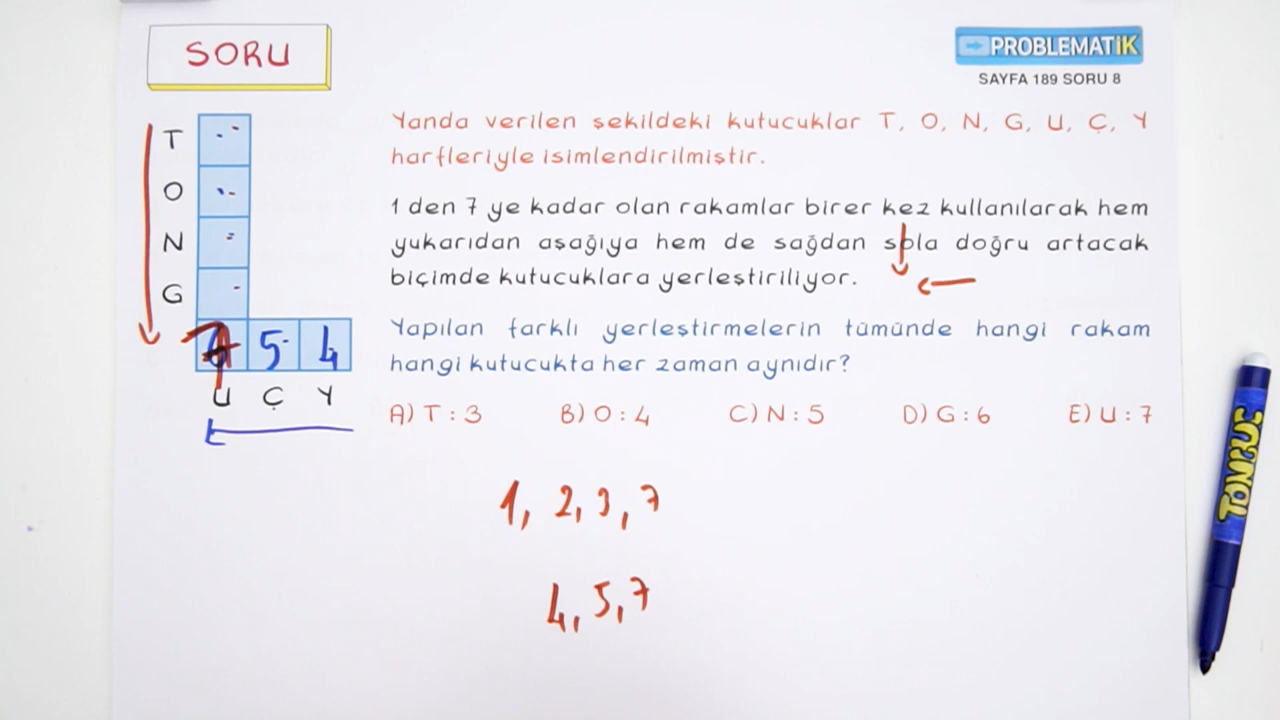 SORU
PROBLEMATİK
SAYFA 189 SORU 8
T
O
N
G
5 4
U Ç Y
Yanda verilen şekildeki kutucuklar T, O, N, G, U, Ç, Y
harfleriyle isimlendirilmiştir.
1 den 7 ye kadar olan rakamlar birer kez kullanılarak hem
yukarıdan aşağıya hem de sağdan sola doğru artacak
biçimde kutucuklara yerleştiriliyor.
Yapılan farklı yerleştirmelerin tümünde hangi rakam
hangi kutucukta her zaman aynıdır?
A) T : 3 B) O : 4 C) N : 5 D) G : 6 E) U : 7
1, 2, 3, 7
4, 5, 7
TONGUÇ